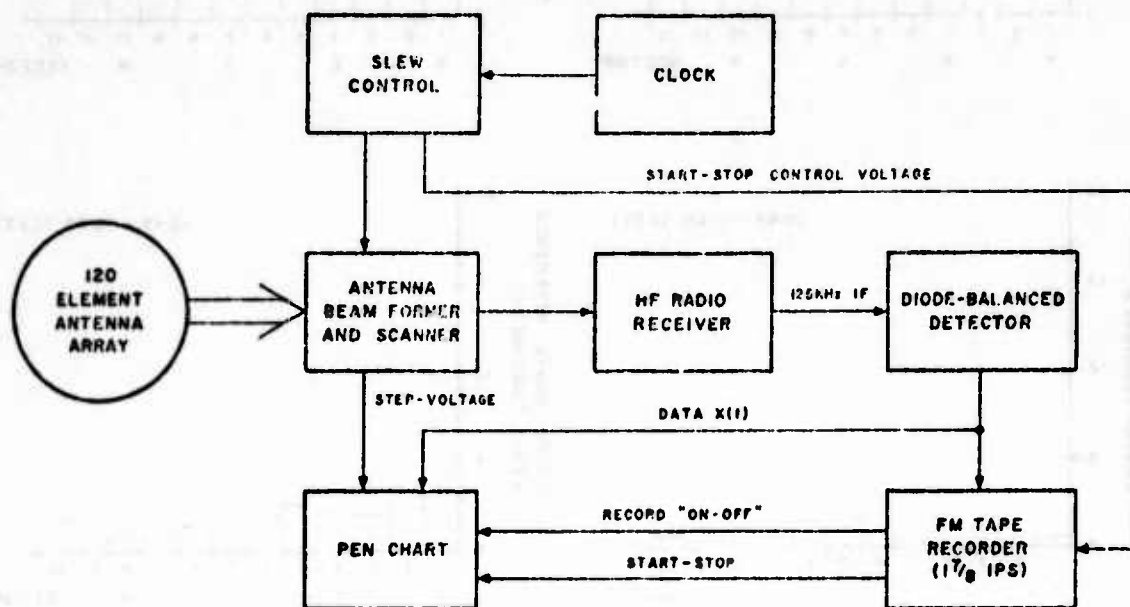 SLEW
CONTROL
CLOCK
START-STOP CONTROL VOLTAGE
120
ELEMENT
ANTENNA
ARRAY
ANTENNA
BEAM FORMER
AND SCANNER
HF RADIO
RECEIVER
125KHz IF
DIODE-BALANCED
DETECTOR
STEP-VOLTAGE
DATA X(t)
PEN CHART
RECORD "ON-OFF"
START-STOP
FM TAPE
RECORDER
(1 7/8 IPS)